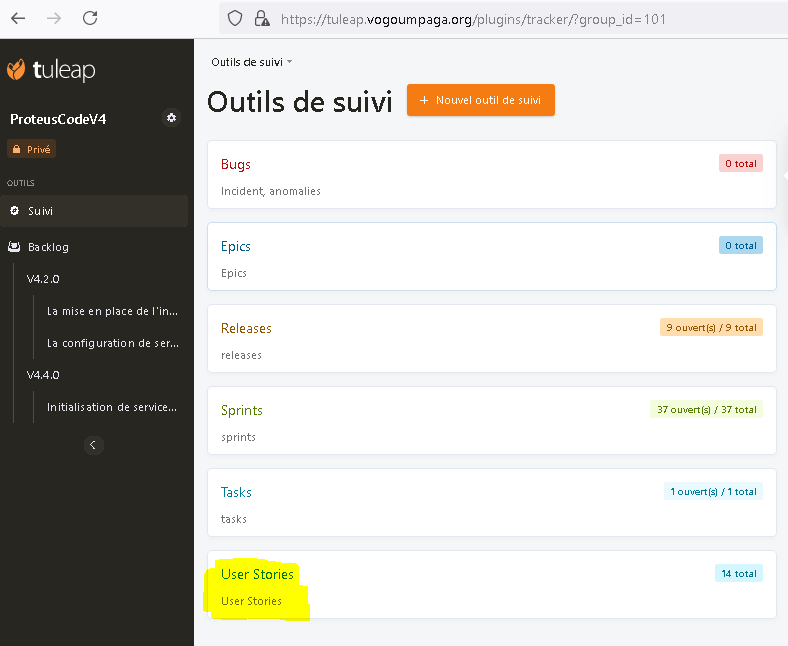 https://tuleap.vogoumpaga.org/plugins/tracker/?group_id=101
tuleap
ProteusCodeV4
Privé
OUTILS
Suivi
Backlog
V4.2.0
La mise en place de l'in...
La configuration de ser...
V4.4.0
Initialisation de service...
Outils de suivi
Outils de suivi
+ Nouvel outil de suivi
Bugs
0 total
Incident, anomalies
Epics
0 total
Epics
Releases
9 ouvert(s) / 9 total
releases
Sprints
37 ouvert(s) / 37 total
sprints
Tasks
1 ouvert(s) / 1 total
tasks
User Stories
14 total
User Stories